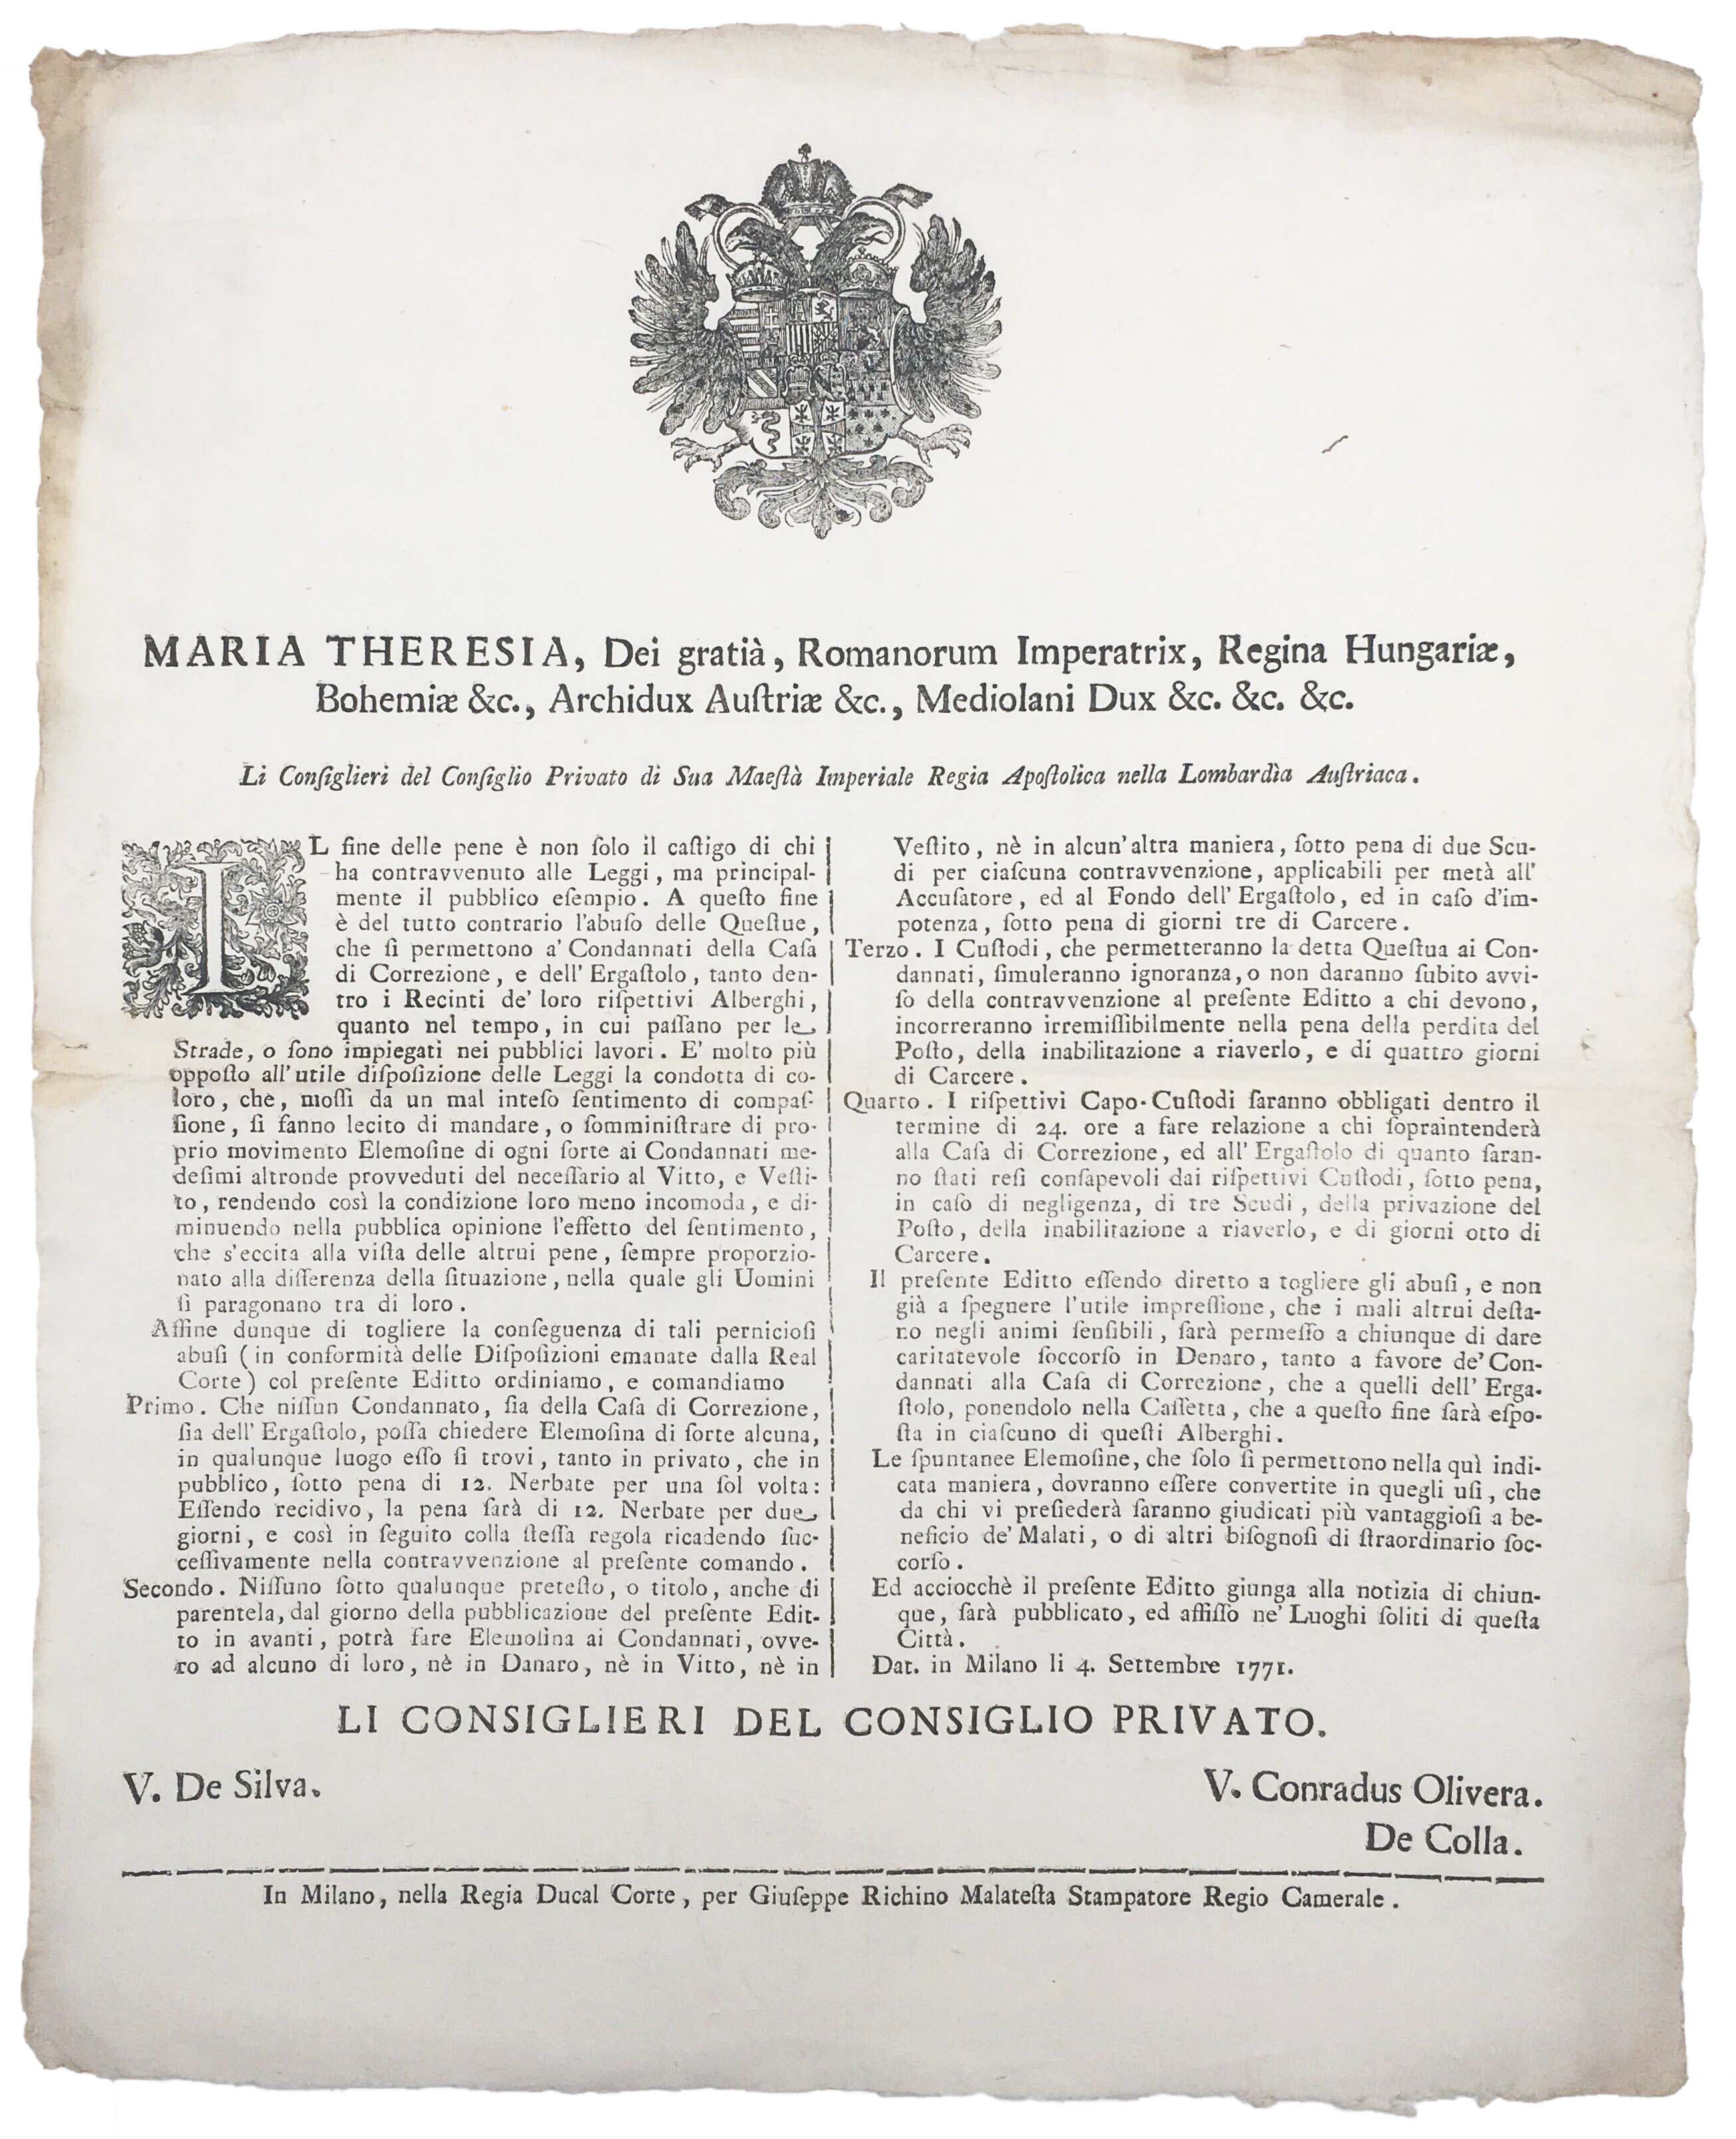 MARIA THERESIA, Dei gratià, Romanorum Imperatrix, Regina Hungariæ,
Bohemiæ &c., Archidux Auſtriæ &c., Mediolani Dux &c. &c. &c.
Li Conſiglieri del Conſiglio Privato di Sua Maeſtà Imperiale Regia Apoſtolica nella Lombardìa Auſtriaca.
IL fine delle pene è non ſolo il caſtigo di chi
ha contravvenuto alle Leggi, ma principal-
mente il pubblico eſempio. A queſto fine
è del tutto contrario l'abuſo delle Queſtue,
che ſi permettono a' Condannati della Caſa
di Correzione, e dell' Ergaſtolo, tanto den-
tro i Recinti de' loro riſpettivi Alberghi,
quanto nel tempo, in cui paſſano per le
Strade, o ſono impiegati nei pubblici lavori. E' molto più
oppoſto all'utile diſpoſizione delle Leggi la condotta di co-
loro, che, moſſi da un mal inteſo ſentimento di compaſ-
ſione, ſi fanno lecito di mandare, o ſomminiſtrare di pro-
prio movimento Elemoſine di ogni ſorte ai Condannati me-
deſimi altronde provveduti del neceſſario al Vitto, e Veſti-
to, rendendo così la condizione loro meno incomoda, e di-
minuendo nella pubblica opinione l'effetto del ſentimento,
che s'eccita alla viſta delle altrui pene, ſempre proporzio-
nato alla differenza della ſituazione, nella quale gli Uomini
ſi paragonano tra di loro.
Affine dunque di togliere la conſeguenza di tali pernicioſi
abuſi (in conformità delle Diſpoſizioni emanate dalla Real
Corte) col preſente Editto ordiniamo, e comandiamo
Primo. Che niſſun Condannato, ſia della Caſa di Correzione,
ſia dell' Ergaſtolo, poſſa chiedere Elemoſina di ſorte alcuna,
in qualunque luogo eſſo ſi trovi, tanto in privato, che in
pubblico, ſotto pena di 12. Nerbate per una ſol volta:
Eſſendo recidivo, la pena ſarà di 12. Nerbate per due
giorni, e così in ſeguito colla ſteſſa regola ricadendo ſuc-
ceſſivamente nella contravvenzione al preſente comando.
Secondo. Niſſuno ſotto qualunque preteſto, o titolo, anche di
parentela, dal giorno della pubblicazione del preſente Edit-
to in avanti, potrà fare Elemoſina ai Condannati, ovve-
ro ad alcuno di loro, nè in Danaro, nè in Vitto, nè in
Veſtito, nè in alcun' altra maniera, ſotto pena di due Scu-
di per ciaſcuna contravvenzione, applicabili per metà all'
Accuſatore, ed al Fondo dell' Ergaſtolo, ed in caſo d'im-
potenza, ſotto pena di giorni tre di Carcere.
Terzo. I Cuſtodi, che permetteranno la detta Queſtua ai Con-
dannati, ſimuleranno ignoranza, o non daranno ſubito avvi-
ſo della contravvenzione al preſente Editto a chi devono,
incorreranno irremiſſibilmente nella pena della perdita del
Poſto, della inabilitazione a riaverlo, e di quattro giorni
di Carcere.
Quarto. I riſpettivi Capo-Cuſtodi ſaranno obbligati dentro il
termine di 24. ore a fare relazione a chi ſopraintenderà
alla Caſa di Correzione, ed all' Ergaſtolo di quanto ſaran-
no ſtati reſi conſapevoli dai riſpettivi Cuſtodi, ſotto pena,
in caſo di negligenza, di tre Scudi, della privazione del
Poſto, della inabilitazione a riaverlo, e di giorni otto di
Carcere.
Il preſente Editto eſſendo diretto a togliere gli abuſi, e non
già a ſpegnere l'utile impreſſione, che i mali altrui deſta-
no negli animi ſenſibili, ſarà permeſſo a chiunque di dare
caritatevole ſoccorſo in Denaro, tanto a favore de' Con-
dannati alla Caſa di Correzione, che a quelli dell' Erga-
ſtolo, ponendolo nella Caſſetta, che a queſto fine ſarà eſpo-
ſta in ciaſcuno di queſti Alberghi.
Le ſpuntanee Elemoſine, che ſolo ſi permettono nella quì indi-
cata maniera, dovranno eſſere convertite in quegli uſi, che
da chi vi preſiederà ſaranno giudicati più vantaggioſi a be-
neficio de' Malati, o di altri biſognoſi di ſtraordinario ſoc-
corſo.
Ed acciocchè il preſente Editto giunga alla notizia di chiun-
que, ſarà pubblicato, ed affiſſo ne' Luoghi ſoliti di queſta
Città.
Dat. in Milano li 4. Settembre 1771.
LI CONSIGLIERI DEL CONSIGLIO PRIVATO.
V. De Silva.
V. Conradus Olivera.
De Colla.
In Milano, nella Regia Ducal Corte, per Giuſeppe Richino Malateſta Stampatore Regio Camerale.